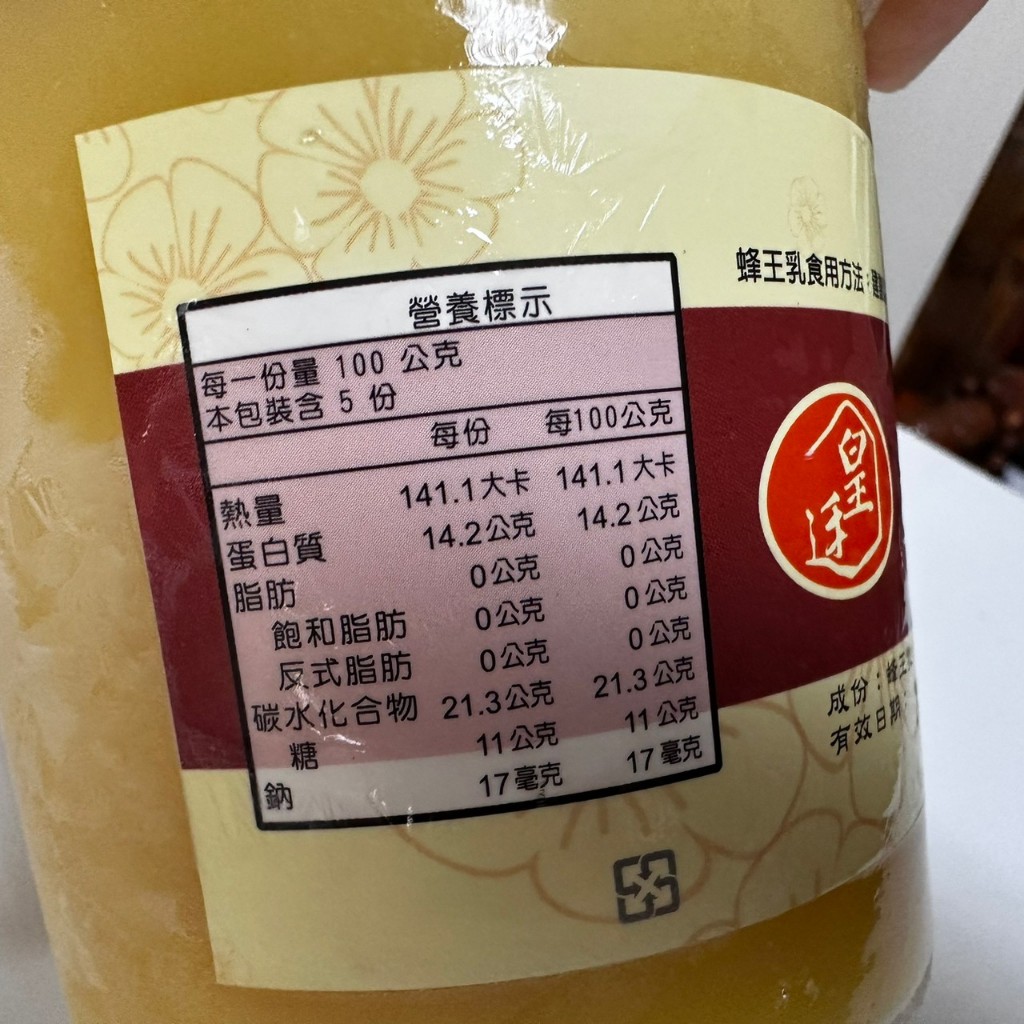 營養標示
每一份量 100 公克
本包裝含 5 份
每份 每100公克
熱量 141.1大卡 141.1大卡
蛋白質 14.2公克 14.2公克
脂肪 0公克 0公克
飽和脂肪 0公克 0公克
反式脂肪 0公克 0公克
碳水化合物 21.3公克 21.3公克
糖 11公克 11公克
鈉 17毫克 17毫克
蜂王乳食用方法：建
皇
成份：蜂王
有效日期：